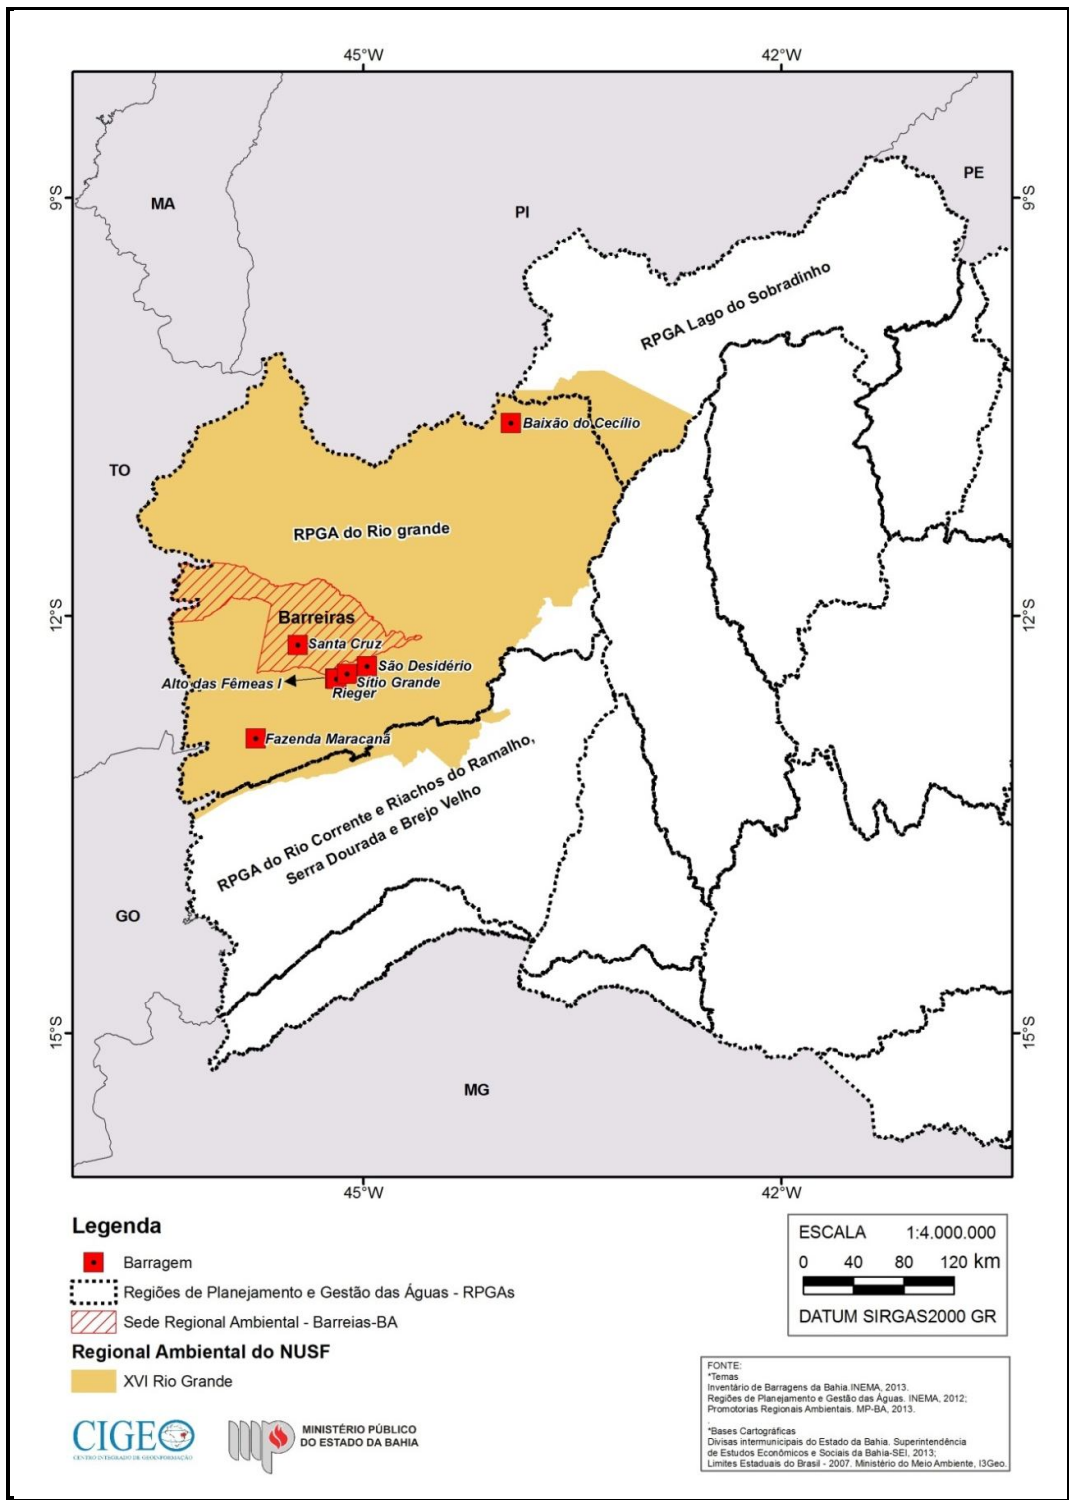 45°W
42°W
9°S
9°S
MA
PI
PE
RPGA Lago do Sobradinho
Baixão do Cecílio
TO
RPGA do Rio grande
12°S
12°S
Barreiras
Santa Cruz
São Desidério
Alto das Fêmeas I
Sítio Grande
Rieger
Fazenda Maracanã
RPGA do Rio Corrente e Riachos do Ramalho,
Serra Dourada e Brejo Velho
GO
15°S
15°S
MG
45°W
42°W
Legenda
Barragem
Regiões de Planejamento e Gestão das Águas - RPGAs
Sede Regional Ambiental - Barreias-BA
Regional Ambiental do NUSF
XVI Rio Grande
ESCALA 1:4.000.000
0 40 80 120 km
DATUM SIRGAS2000 GR
CIGEO
CENTRO INTEGRADO DE GEOINFORMAÇÃO
mp
MINISTÉRIO PÚBLICO
DO ESTADO DA BAHIA
FONTE:
*Temas
Inventário de Barragens da Bahia.INEMA, 2013.
Regiões de Planejamento e Gestão das Águas. INEMA, 2012;
Promotorias Regionais Ambientais. MP-BA, 2013.
.
*Bases Cartográficas
Divisas intermunicipais do Estado da Bahia. Superintendência
de Estudos Econômicos e Sociais da Bahia-SEI, 2013;
Limites Estaduais do Brasil - 2007. Ministério do Meio Ambiente, I3Geo.